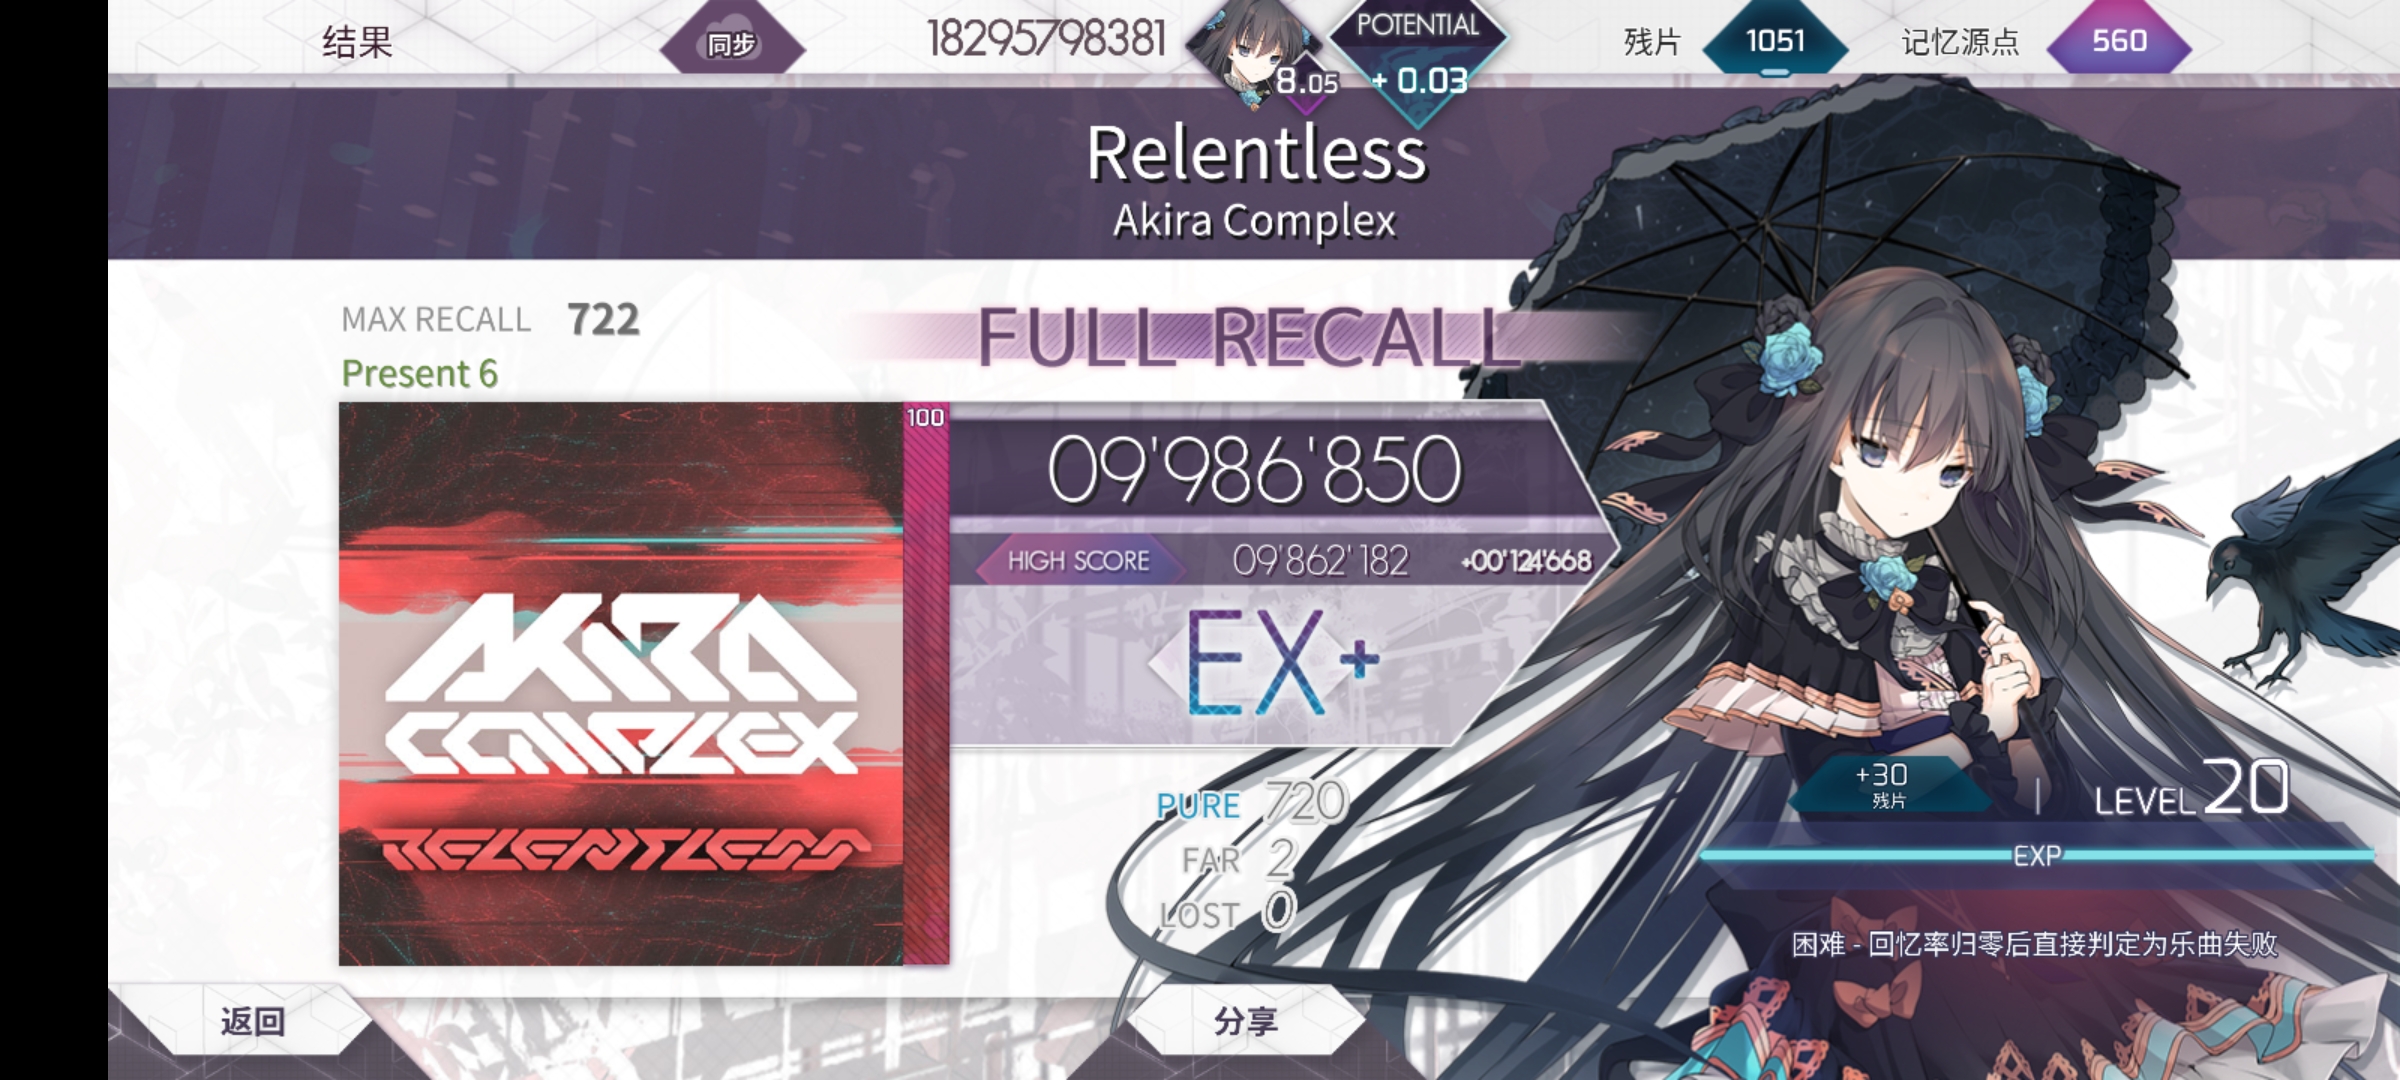 结果
同步
18295798381
8.05
POTENTIAL
+ 0.03
残片
1051
记忆源点
560
Relentless
Akira Complex
MAX RECALL 722
FULL RECALL
Present 6
100
09'986'850
HIGH SCORE 09'862'182 +00'124'668
EX+
AKIRA
COMPLEX
RELENTLESS
PURE 720
FAR 2
LOST 0
+30
残片
LEVEL 20
EXP
困难 - 回忆率归零后直接判定为乐曲失败
返回
分享